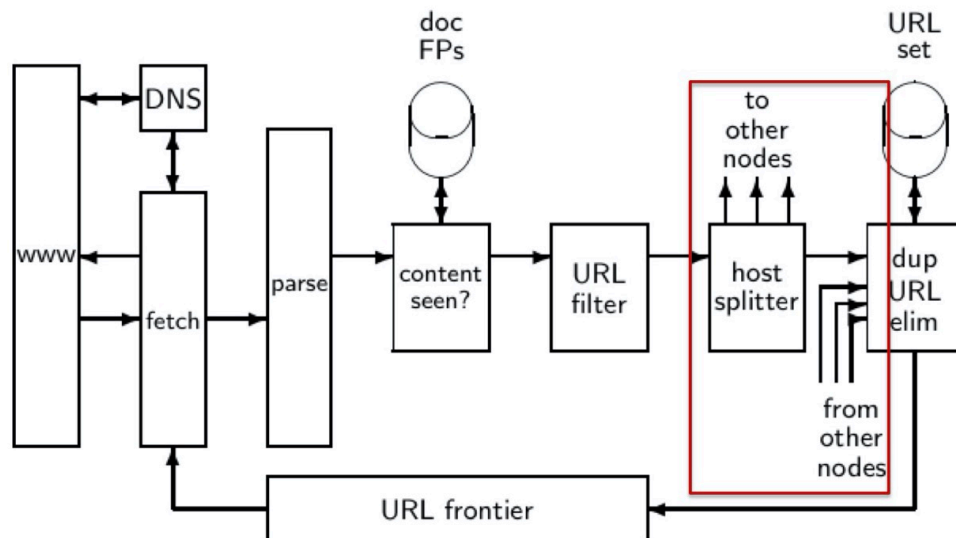 doc
FPs
URL
set
DNS
to
other
nodes
www
parse
content
seen?
URL
filter
host
splitter
dup
URL
elim
fetch
from
other
nodes
URL frontier